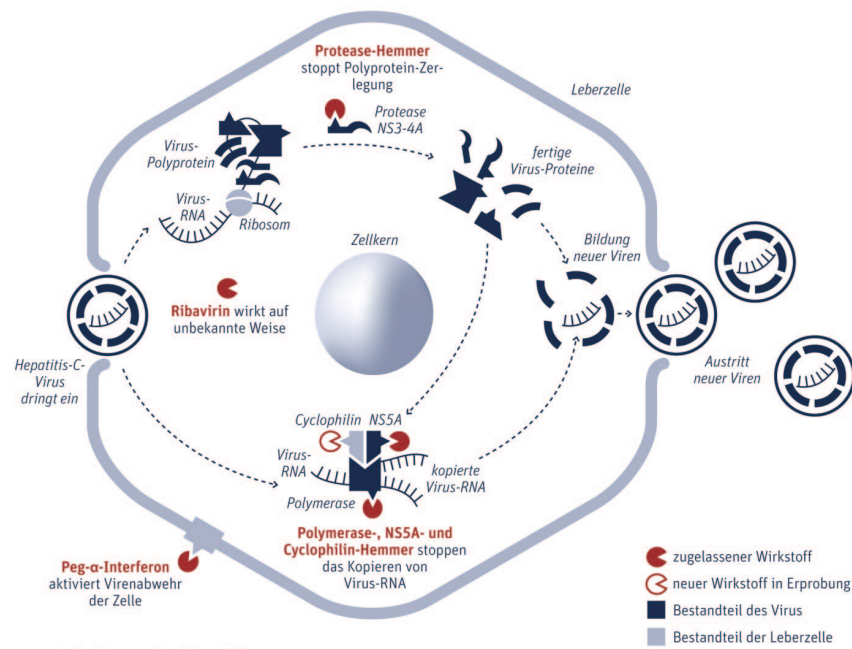 Protease-Hemmer
stoppt Polyprotein-Zer-
legung
Leberzelle
Protease
NS3-4A
Virus-
Polyprotein
fertige
Virus-Proteine
Virus-
RNA
Ribosom
Zellkern
Bildung
neuer Viren
Ribavirin wirkt auf
unbekannte Weise
Hepatitis-C-
Virus
dringt ein
Austritt
neuer Viren
Cyclophilin NS5A
Virus-
RNA
kopierte
Virus-RNA
Polymerase
Polymerase-, NS5A- und
Cyclophilin-Hemmer stoppen
das Kopieren von
Virus-RNA
Peg-α-Interferon
aktiviert Virenabwehr
der Zelle
zugelassener Wirkstoff
neuer Wirkstoff in Erprobung
Bestandteil des Virus
Bestandteil der Leberzelle